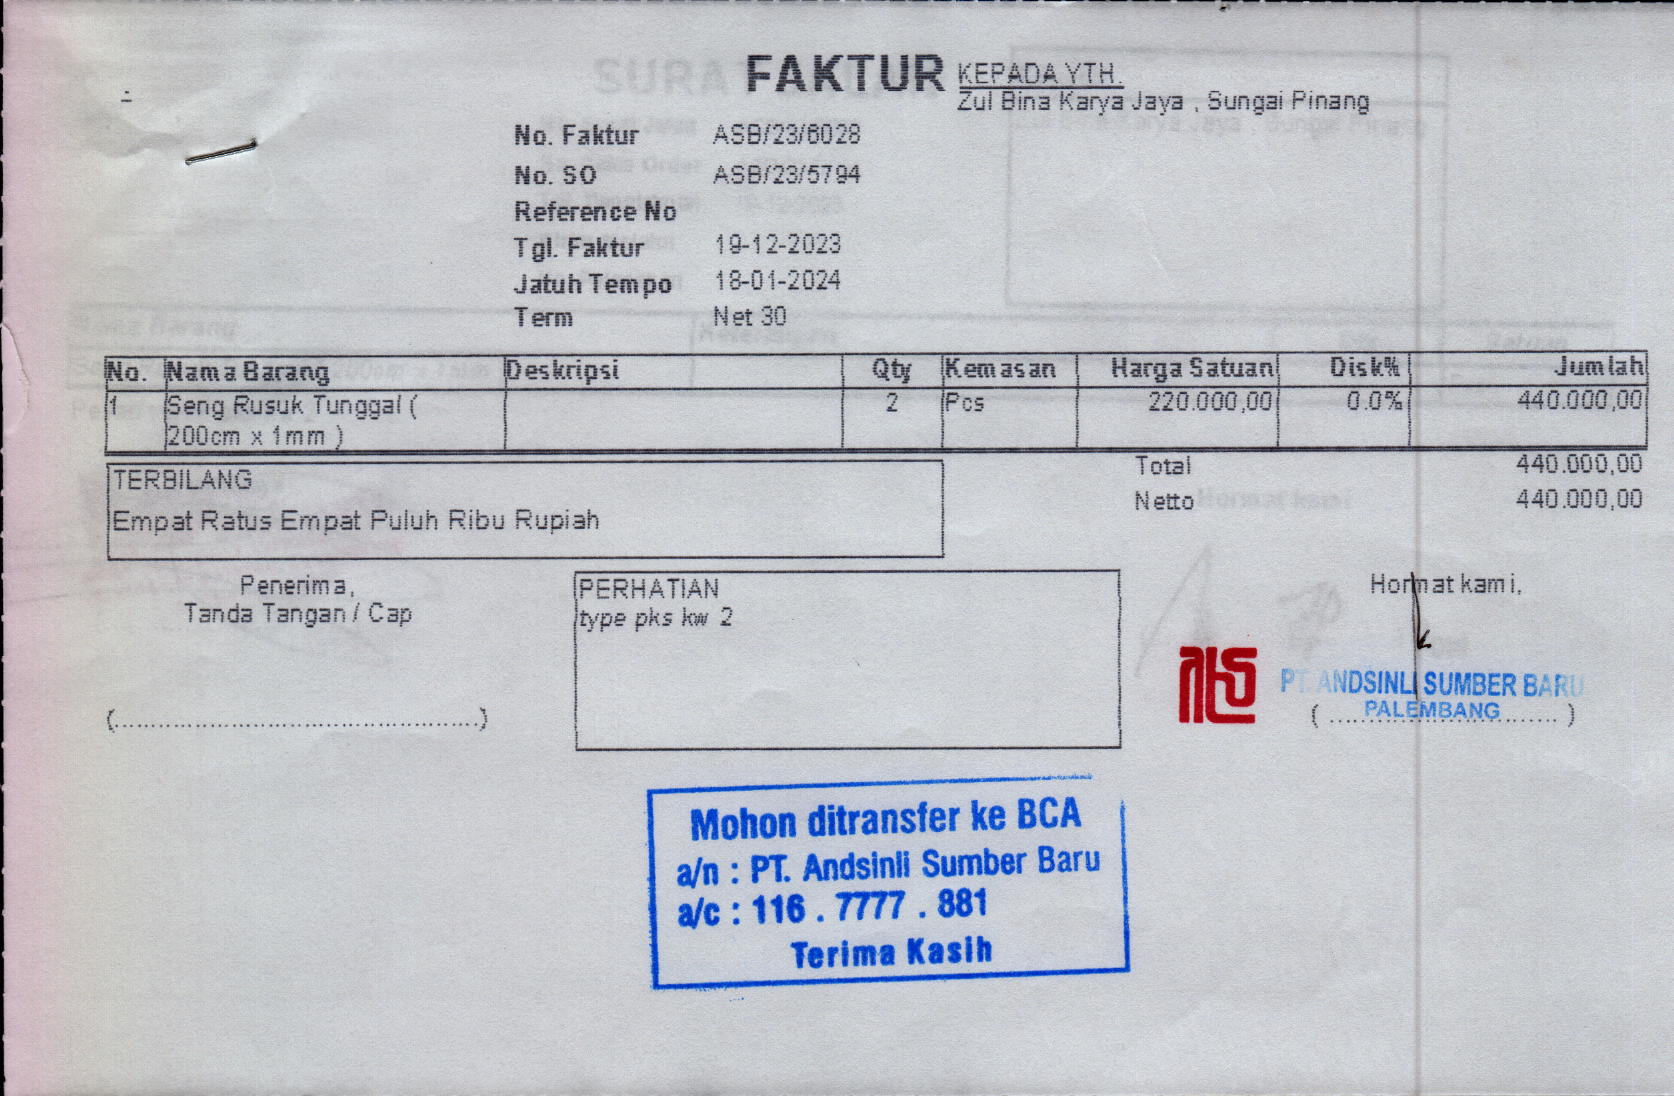 FAKTUR
KEPADA YTH.
Zul Bina Karya Jaya , Sungai Pinang
No. Faktur ASB/23/6028
No. SO ASB/23/5794
Reference No
Tgl. Faktur 19-12-2023
Jatuh Tempo 18-01-2024
Term Net 30
No. Nama Barang Deskripsi Qty Kemasan Harga Satuan Disk% Jumlah
1 Seng Rusuk Tunggal ( 2 Pcs 220.000,00 0.0% 440.000,00
200cm x 1mm )
Total 440.000,00
Netto 440.000,00
TERBILANG
Empat Ratus Empat Puluh Ribu Rupiah
Penerima,
Tanda Tangan / Cap
(...............................................)
PERHATIAN
type pks kw 2
Hormat kami,
PT. ANDSINLI SUMBER BARU
PALEMBANG
Mohon ditransfer ke BCA
a/n : PT. Andsinli Sumber Baru
a/c : 116 . 7777 . 881
Terima Kasih